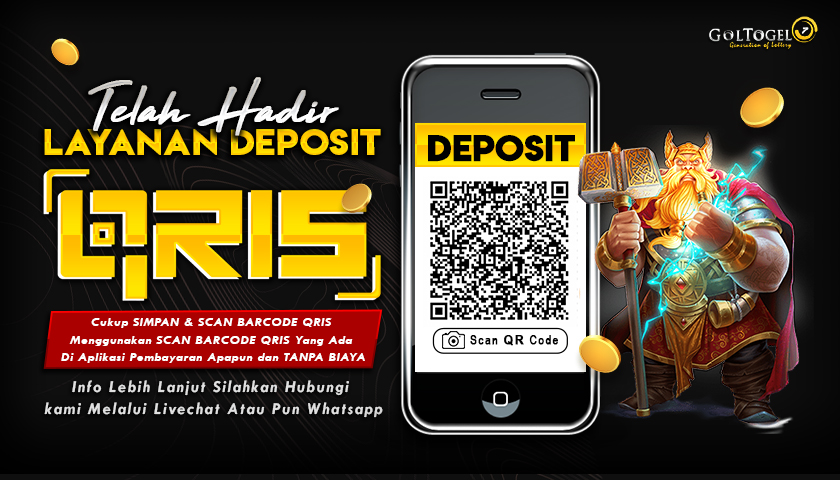 GOLTOGEL
Generation of Lottery
Telah Hadir
LAYANAN DEPOSIT
QRIS
Cukup SIMPAN & SCAN BARCODE QRIS
Menggunakan SCAN BARCODE QRIS Yang Ada
Di Aplikasi Pembayaran Apapun dan TANPA BIAYA
Info Lebih Lanjut Silahkan Hubungi
kami Melalui Livechat Atau Pun Whatsapp
DEPOSIT
Scan QR Code